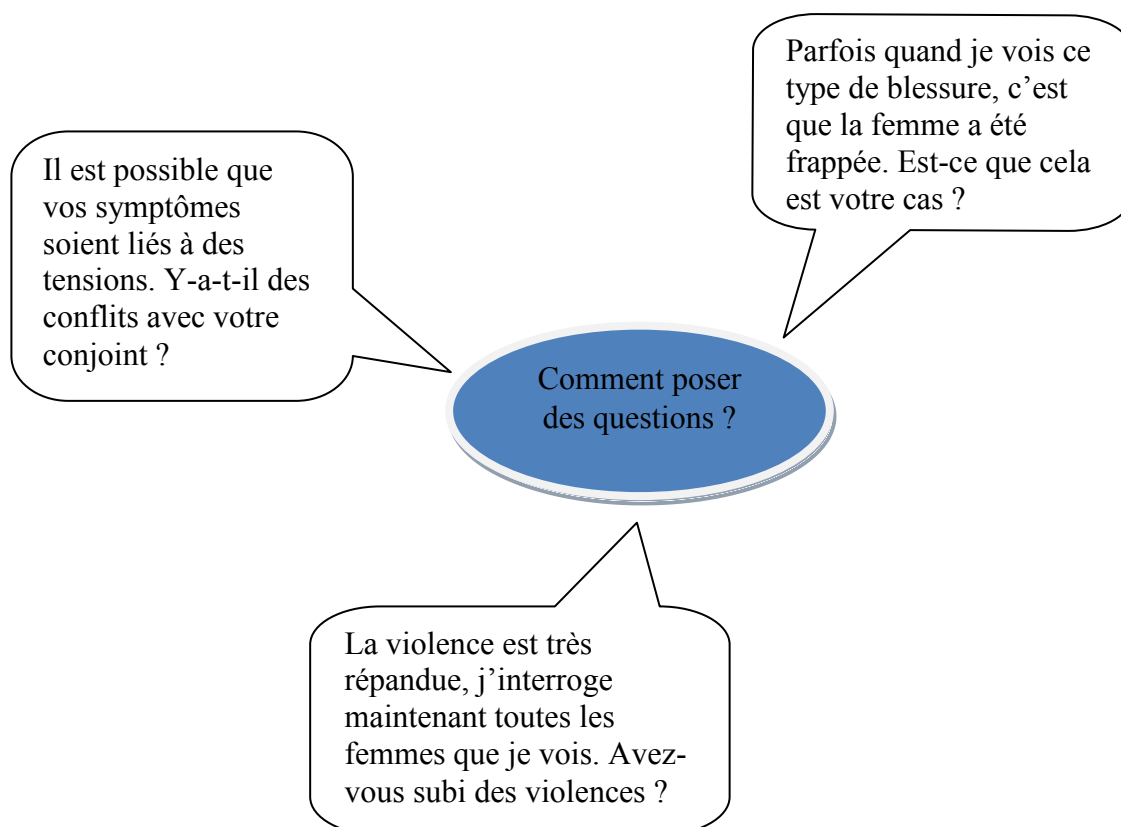 Parfois quand je vois ce
type de blessure, c’est
que la femme a été
frappée. Est-ce que cela
est votre cas ?
Il est possible que
vos symptômes
soient liés à des
tensions. Y-a-t-il des
conflits avec votre
conjoint ?
Comment poser
des questions ?
La violence est très
répandue, j’interroge
maintenant toutes les
femmes que je vois. Avez-
vous subi des violences ?